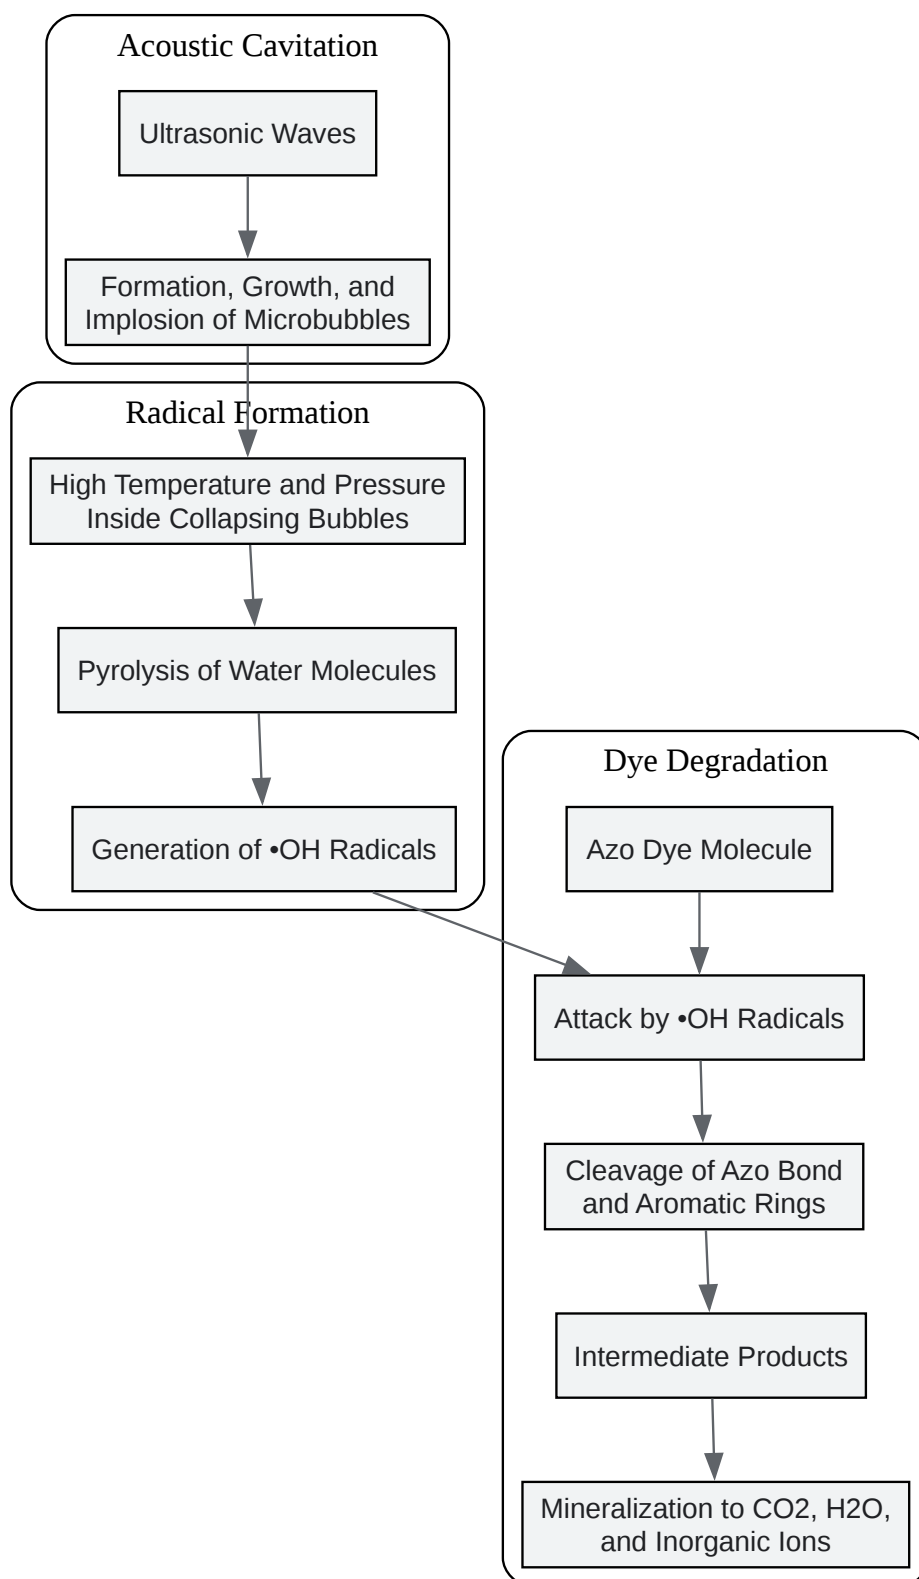 Acoustic Cavitation
Ultrasonic Waves
Formation, Growth, and
Implosion of Microbubbles
Radical Formation
High Temperature and Pressure
Inside Collapsing Bubbles
Pyrolysis of Water Molecules
Generation of •OH Radicals
Dye Degradation
Azo Dye Molecule
Attack by •OH Radicals
Cleavage of Azo Bond
and Aromatic Rings
Intermediate Products
Mineralization to CO2, H2O,
and Inorganic Ions